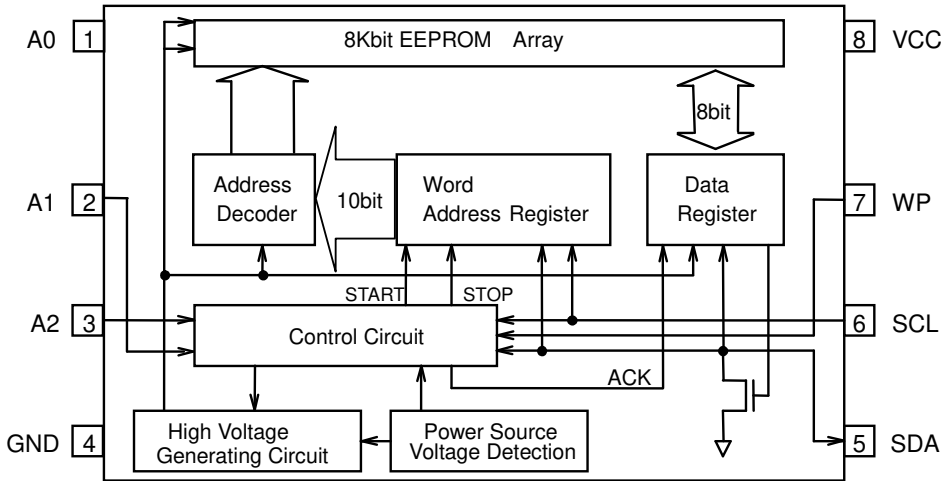 A0 1 8Kbit EEPROM Array 8 VCC
8bit
A1 2 Address Decoder 10bit Word Address Register Data Register 7 WP
START STOP
A2 3 Control Circuit 6 SCL
ACK
GND 4 High Voltage Generating Circuit Power Source Voltage Detection 5 SDA